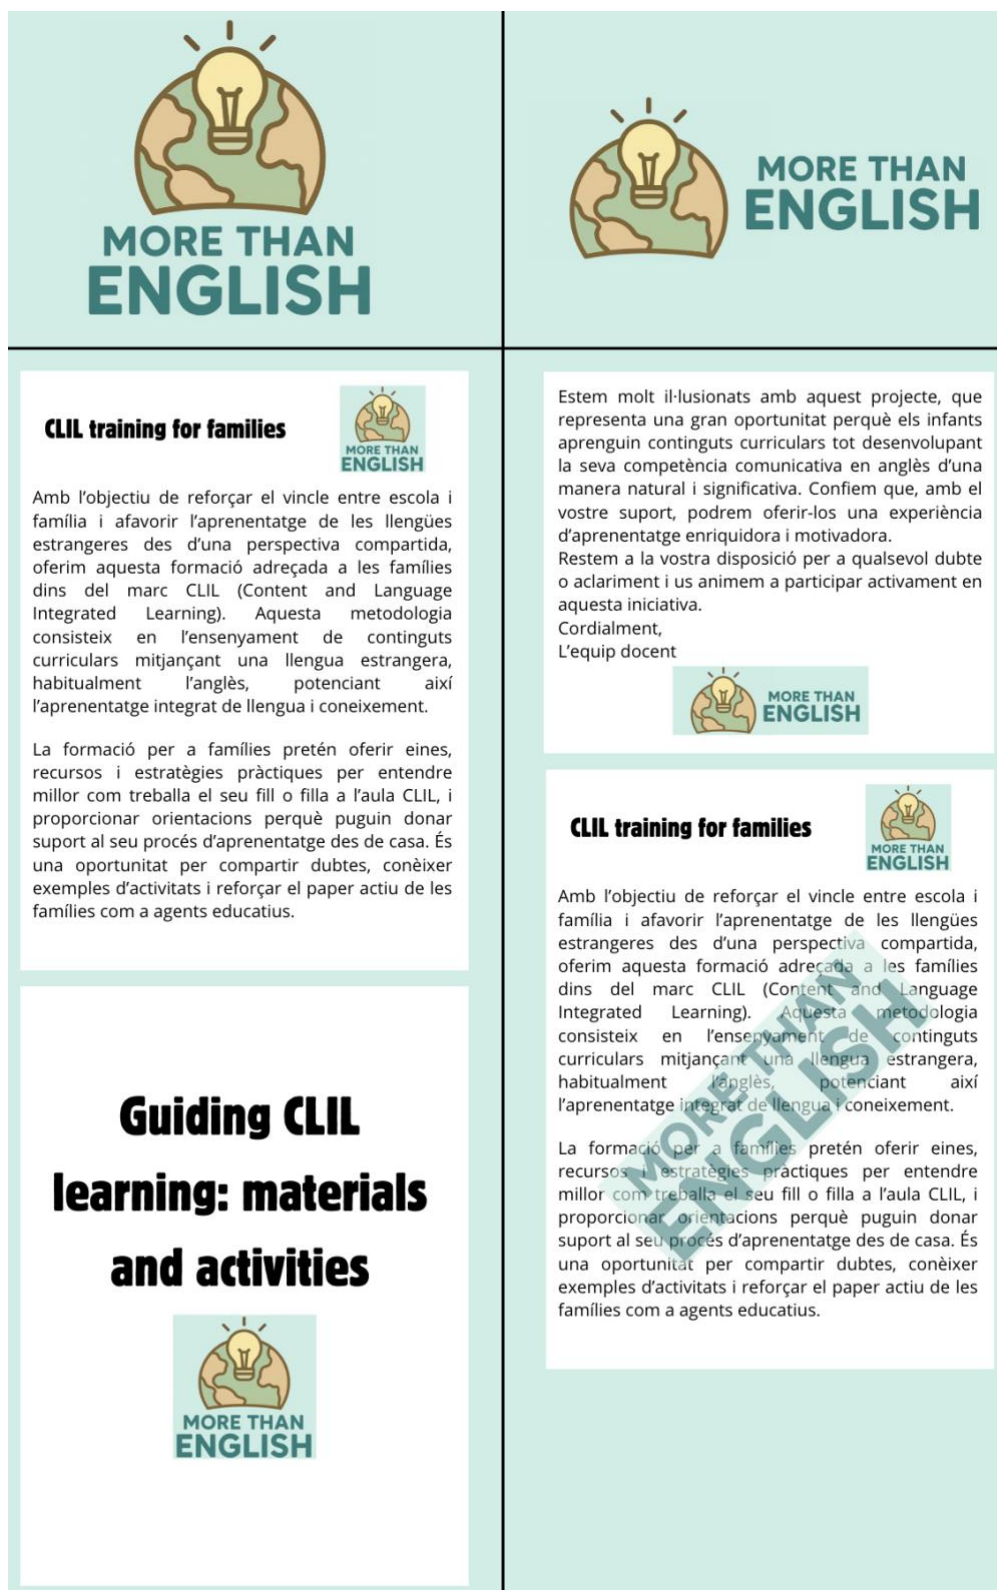 MORE THAN
ENGLISH
MORE THAN
ENGLISH
CLIL training for families
MORE THAN
ENGLISH
Amb l’objectiu de reforçar el vincle entre escola i
família i afavorir l’aprenentatge de les llengües
estrangeres des d’una perspectiva compartida,
oferim aquesta formació adreçada a les famílies
dins del marc CLIL (Content and Language
Integrated Learning). Aquesta metodologia
consisteix en l’ensenyament de continguts
curriculars mitjançant una llengua estrangera,
habitualment l’anglès, potenciant així
l’aprenentatge integrat de llengua i coneixement.
La formació per a famílies pretén oferir eines,
recursos i estratègies pràctiques per entendre
millor com treballa el seu fill o filla a l’aula CLIL, i
proporcionar orientacions perquè puguin donar
suport al seu procés d’aprenentatge des de casa. És
una oportunitat per compartir dubtes, conèixer
exemples d’activitats i reforçar el paper actiu de les
famílies com a agents educatius.
Guiding CLIL
learning: materials
and activities
MORE THAN
ENGLISH
Estem molt il·lusionats amb aquest projecte, que
representa una gran oportunitat perquè els infants
aprenguin continguts curriculars tot desenvolupant
la seva competència comunicativa en anglès d’una
manera natural i significativa. Confiem que, amb el
vostre suport, podrem oferir-los una experiència
d’aprenentatge enriquidora i motivadora.
Restem a la vostra disposició per a qualsevol dubte
o aclariment i us animem a participar activament en
aquesta iniciativa.
Cordialment,
L’equip docent
MORE THAN
ENGLISH
CLIL training for families
MORE THAN
ENGLISH
Amb l’objectiu de reforçar el vincle entre escola i
família i afavorir l’aprenentatge de les llengües
estrangeres des d’una perspectiva compartida,
oferim aquesta formació adreçada a les famílies
dins del marc CLIL (Content and Language
Integrated Learning). Aquesta metodologia
consisteix en l’ensenyament de continguts
curriculars mitjançant una llengua estrangera,
habitualment l’anglès, potenciant així
l’aprenentatge integrat de llengua i coneixement.
La formació per a famílies pretén oferir eines,
recursos i estratègies pràctiques per entendre
millor com treballa el seu fill o filla a l’aula CLIL, i
proporcionar orientacions perquè puguin donar
suport al seu procés d’aprenentatge des de casa. És
una oportunitat per compartir dubtes, conèixer
exemples d’activitats i reforçar el paper actiu de les
famílies com a agents educatius.
MORE THAN
ENGLISH